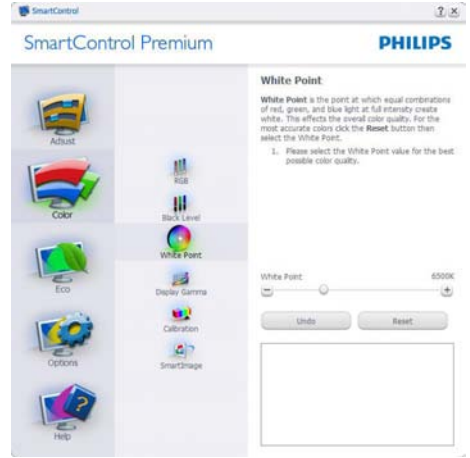 SmartControl
? X
SmartControl Premium
PHILIPS
Adjust
Color
Eco
Options
Help
RGB
Black Level
White Point
Display Gamma
Calibration
SmartImage
White Point
White Point is the point at which equal combinations
of red, green, and blue light at full intensity create
white. This effects the overall color quality. For the
most accurate colors click the Reset button then
select the White Point.
1. Please select the White Point value for the best
possible color quality.
White Point 6500K
Undo Reset